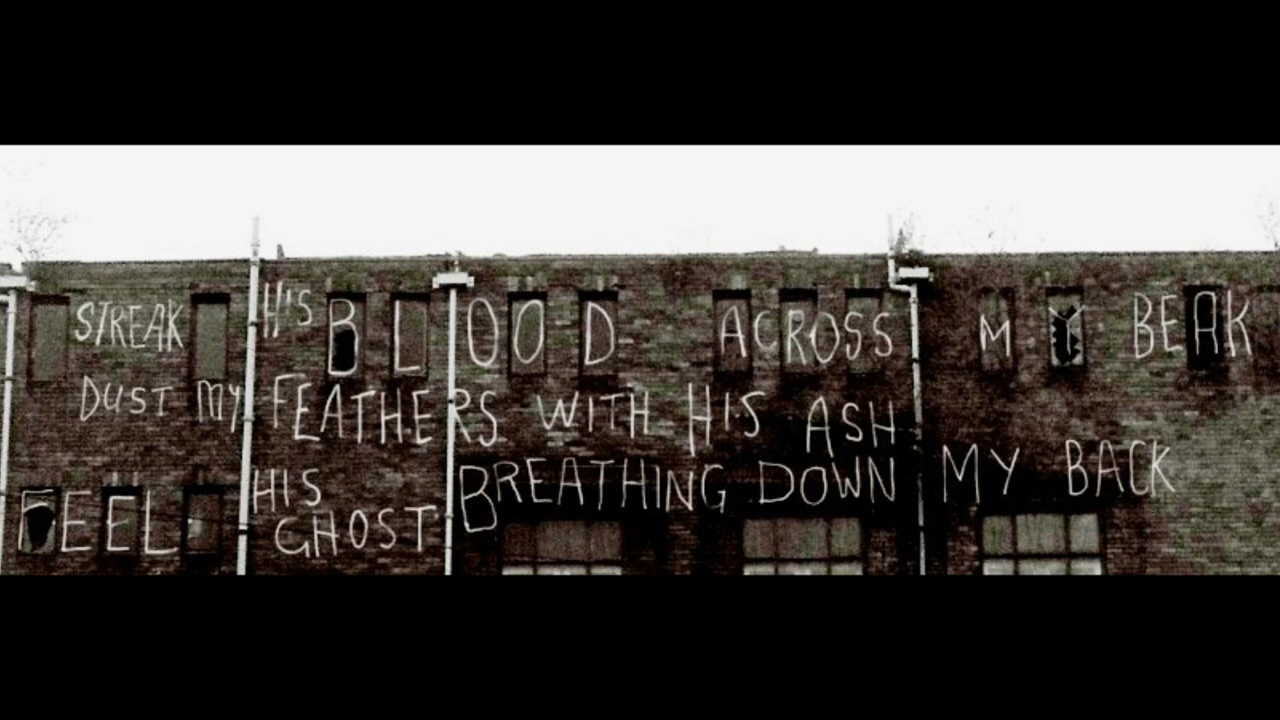 STREAK HIS BLOOD ACROSS MY BEAK
DUST MY FEATHERS WITH HIS ASH
FEEL HIS GHOST BREATHING DOWN MY BACK